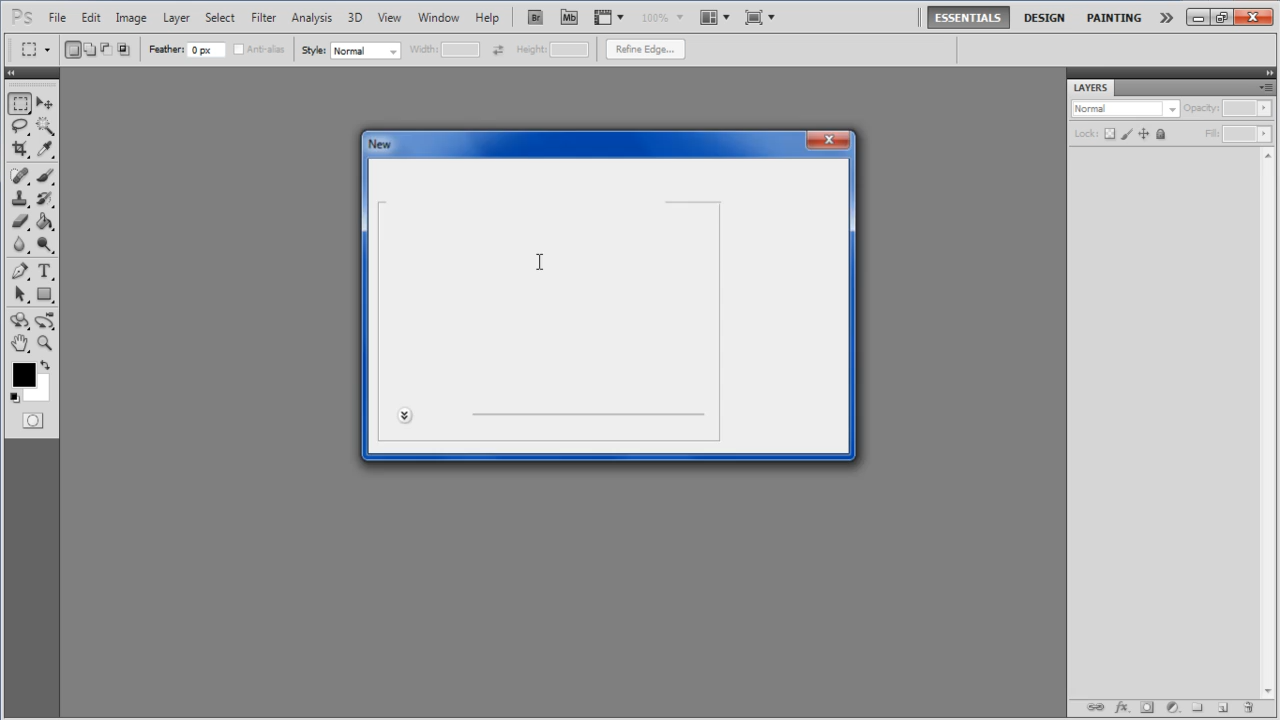 Ps File Edit Image Layer Select Filter Analysis 3D View Window Help Br Mb 100% ESSENTIALS DESIGN PAINTING
Feather: 0 px Anti-alias Style: Normal Width: Height: Refine Edge...
LAYERS
Normal Opacity:
Lock: Fill:
New
T